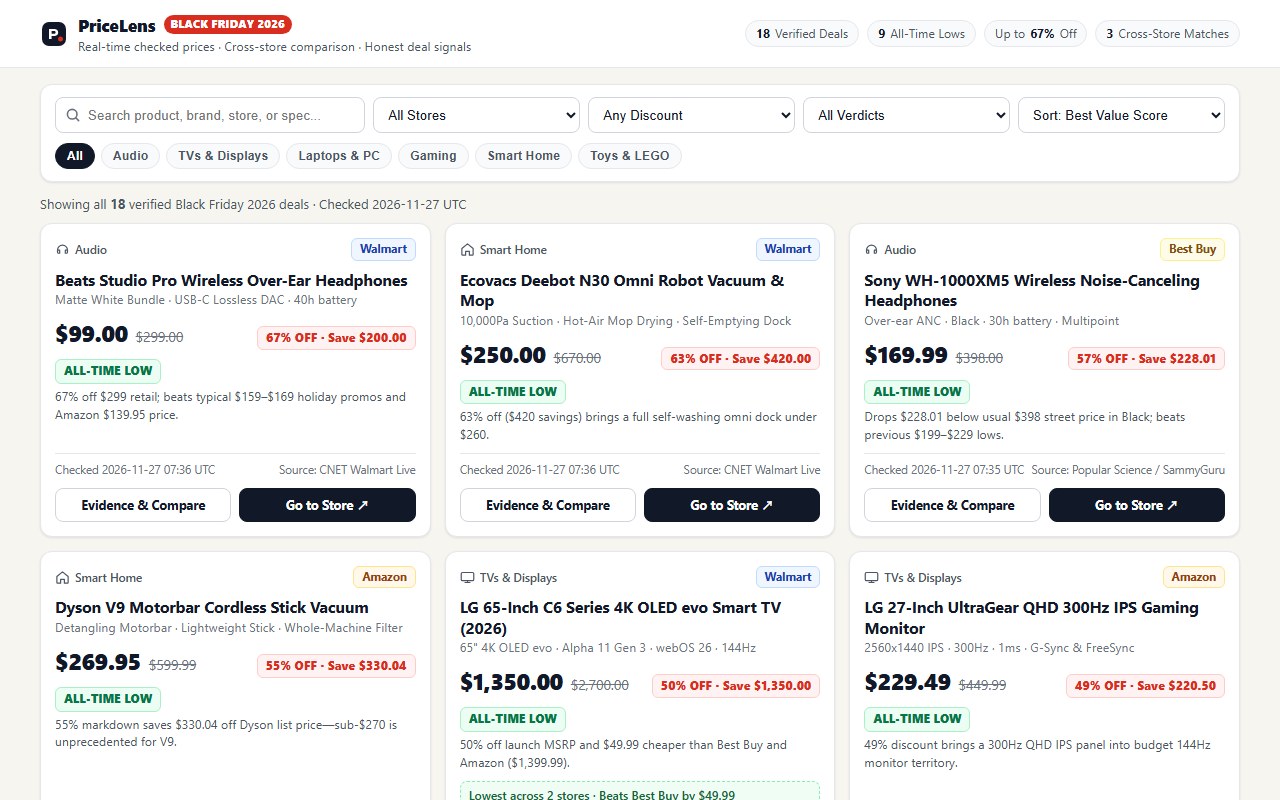 P.
PriceLens BLACK FRIDAY 2026
Real-time checked prices · Cross-store comparison · Honest deal signals
18 Verified Deals
9 All-Time Lows
Up to 67% Off
3 Cross-Store Matches
Search product, brand, store, or spec...
All Stores
Any Discount
All Verdicts
Sort: Best Value Score
All
Audio
TVs & Displays
Laptops & PC
Gaming
Smart Home
Toys & LEGO
Showing all 18 verified Black Friday 2026 deals · Checked 2026-11-27 UTC
Audio
Walmart
Beats Studio Pro Wireless Over-Ear Headphones
Matte White Bundle · USB-C Lossless DAC · 40h battery
$99.00 $299.00
67% OFF · Save $200.00
ALL-TIME LOW
67% off $299 retail; beats typical $159–$169 holiday promos and
Amazon $139.95 price.
Checked 2026-11-27 07:36 UTC
Source: CNET Walmart Live
Evidence & Compare
Go to Store ↗
Smart Home
Walmart
Ecovacs Deebot N30 Omni Robot Vacuum &
Mop
10,000Pa Suction · Hot-Air Mop Drying · Self-Emptying Dock
$250.00 $670.00
63% OFF · Save $420.00
ALL-TIME LOW
63% off ($420 savings) brings a full self-washing omni dock under
$260.
Checked 2026-11-27 07:36 UTC
Source: CNET Walmart Live
Evidence & Compare
Go to Store ↗
Audio
Best Buy
Sony WH-1000XM5 Wireless Noise-Canceling
Headphones
Over-ear ANC · Black · 30h battery · Multipoint
$169.99 $398.00
57% OFF · Save $228.01
ALL-TIME LOW
Drops $228.01 below usual $398 street price in Black; beats
previous $199–$229 lows.
Checked 2026-11-27 07:35 UTC
Source: Popular Science / SammyGuru
Evidence & Compare
Go to Store ↗
Smart Home
Amazon
Dyson V9 Motorbar Cordless Stick Vacuum
Detangling Motorbar · Lightweight Stick · Whole-Machine Filter
$269.95 $599.99
55% OFF · Save $330.04
ALL-TIME LOW
55% markdown saves $330.04 off Dyson list price—sub-$270 is
unprecedented for V9.
TVs & Displays
Walmart
LG 65-Inch C6 Series 4K OLED evo Smart TV
(2026)
65" 4K OLED evo · Alpha 11 Gen 3 · webOS 26 · 144Hz
$1,350.00 $2,700.00
50% OFF · Save $1,350.00
ALL-TIME LOW
50% off launch MSRP and $49.99 cheaper than Best Buy and
Amazon ($1,399.99).
Lowest across 2 stores · Beats Best Buy by $49.99
TVs & Displays
Amazon
LG 27-Inch UltraGear QHD 300Hz IPS Gaming
Monitor
2560x1440 IPS · 300Hz · 1ms · G-Sync & FreeSync
$229.49 $449.99
49% OFF · Save $220.50
ALL-TIME LOW
49% discount brings a 300Hz QHD IPS panel into budget 144Hz
monitor territory.